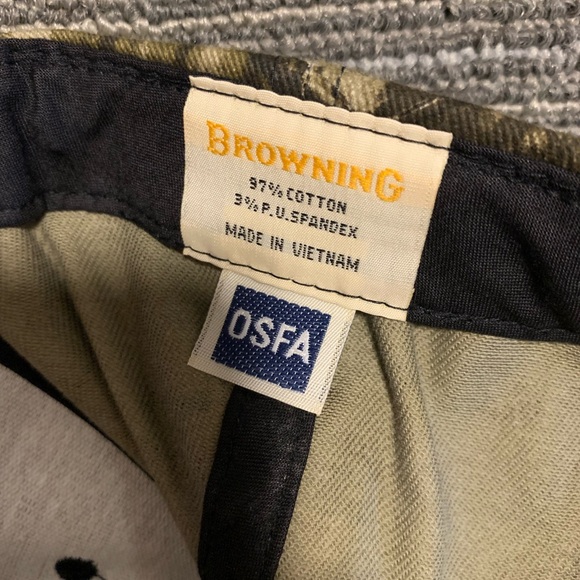 BROWNING
97% COTTON
3% P.U.SPANDEX
MADE IN VIETNAM
OSFA